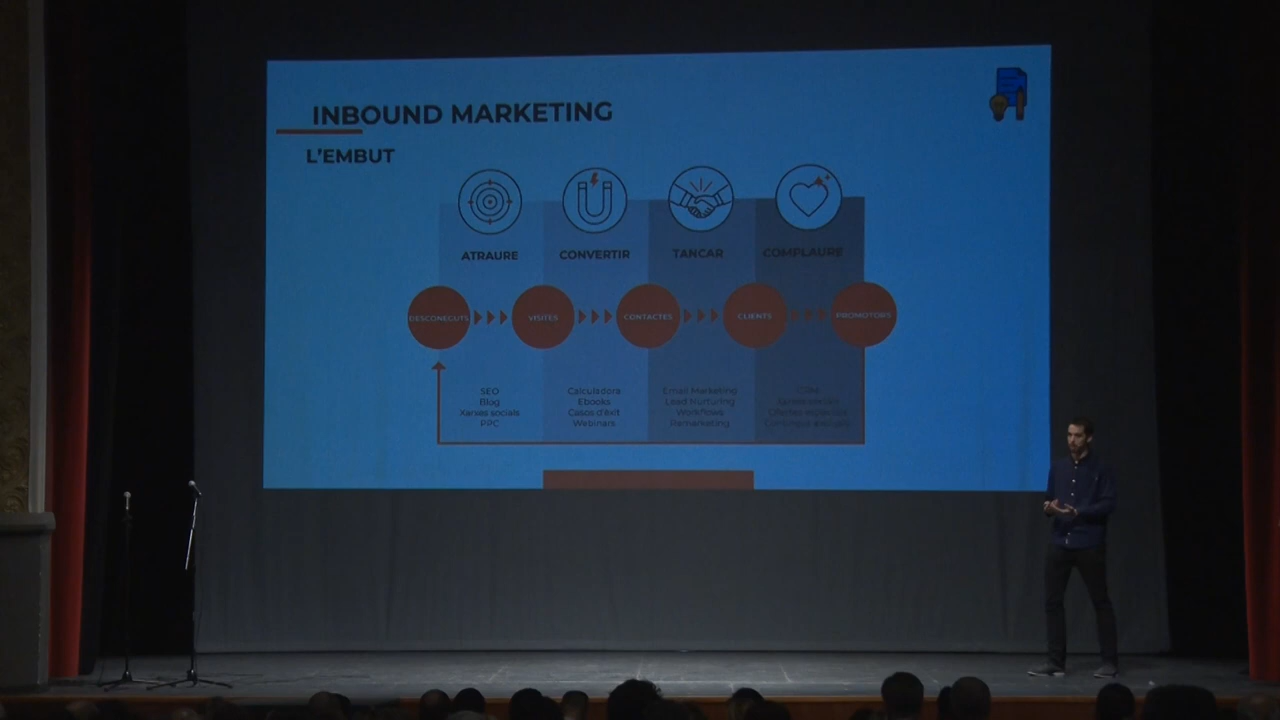 INBOUND MARKETING
L'EMBUT
ATRAURE
CONVERTIR
TANCAR
COMPLAURE
DESCONEGUTS
VISITES
CONTACTES
CLIENTS
PROMOTORS
SEO
Blog
Xarxes socials
PPC
Calculadora
Ebooks
Casos d'èxit
Webinars
Email Marketing
Lead Nurturing
Workflows
Remarketing
CRM